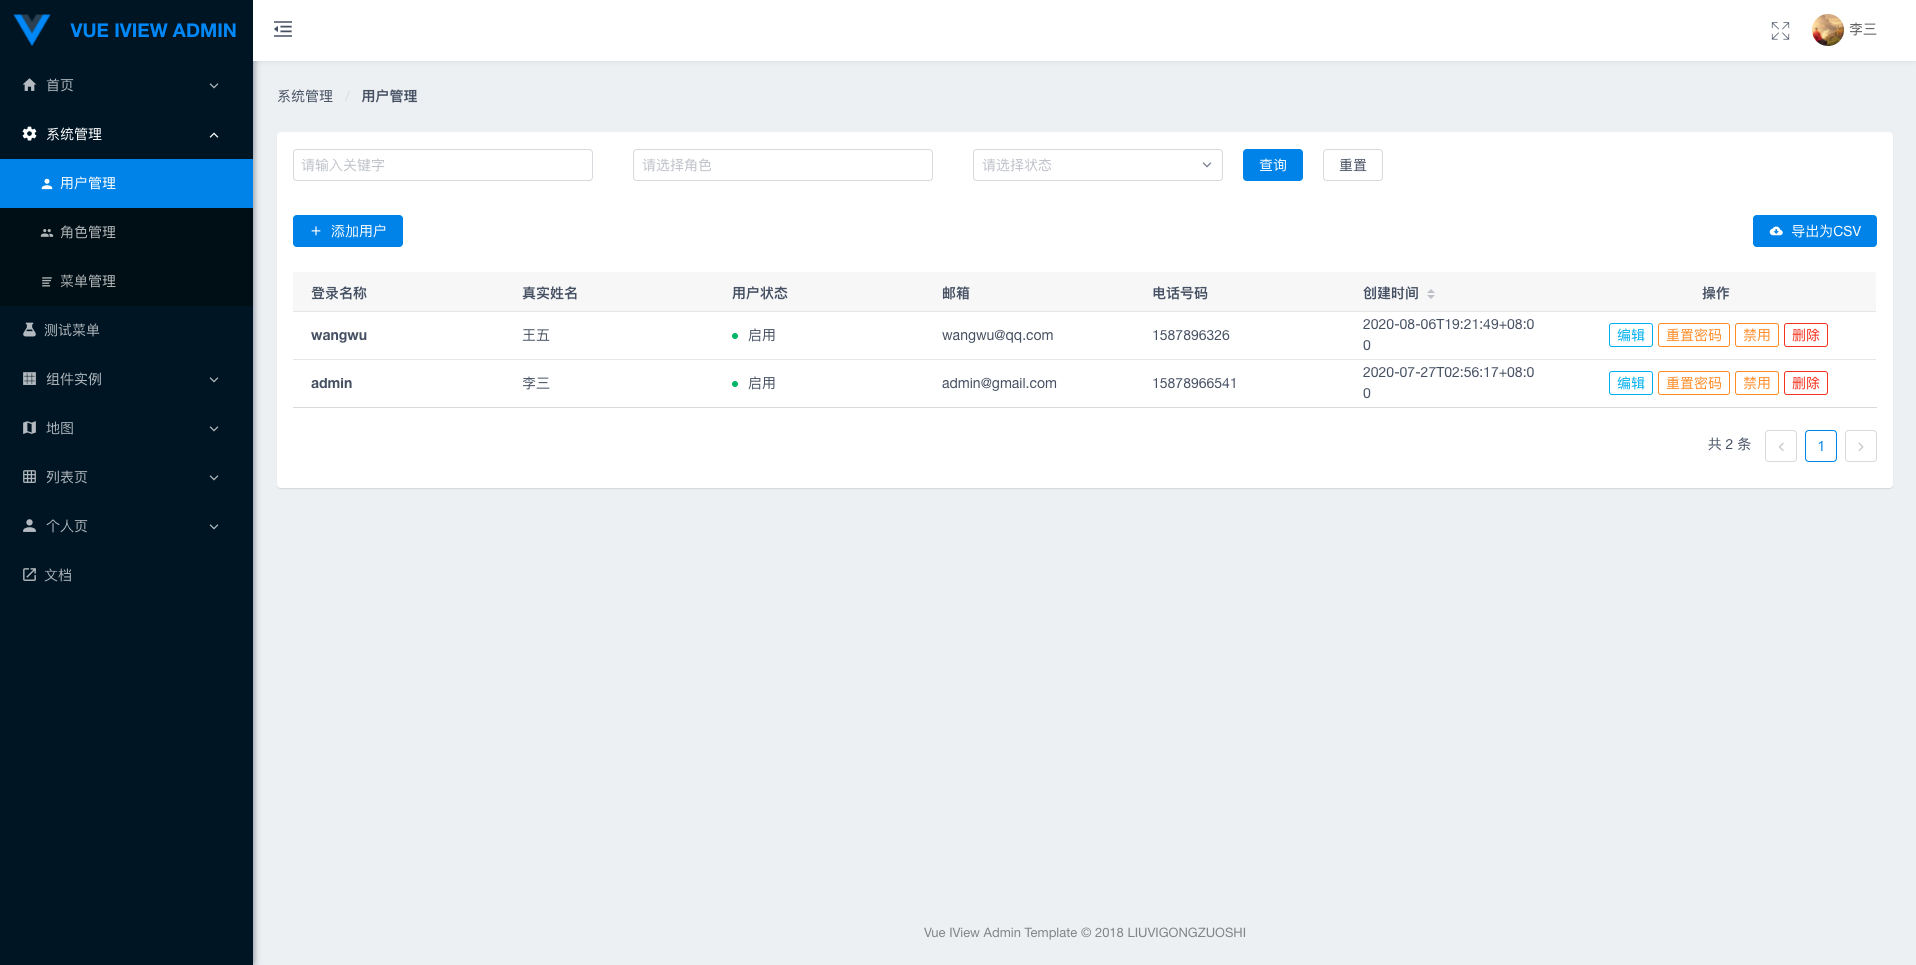 VUE IVIEW ADMIN
首页
系统管理
用户管理
角色管理
菜单管理
测试菜单
组件实例
地图
列表页
个人页
文档
李三
系统管理 / 用户管理
请输入关键字 请选择角色 请选择状态 查询 重置
添加用户 导出为CSV
登录名称 真实姓名 用户状态 邮箱 电话号码 创建时间 操作
wangwu 王五 启用 wangwu@qq.com 1587896326 2020-08-06T19:21:49+08:0 编辑 重置密码 禁用 删除
0
admin 李三 启用 admin@gmail.com 15878966541 2020-07-27T02:56:17+08:0 编辑 重置密码 禁用 删除
0
共 2 条 1
Vue IView Admin Template © 2018 LIUVIGONGZUOSHI